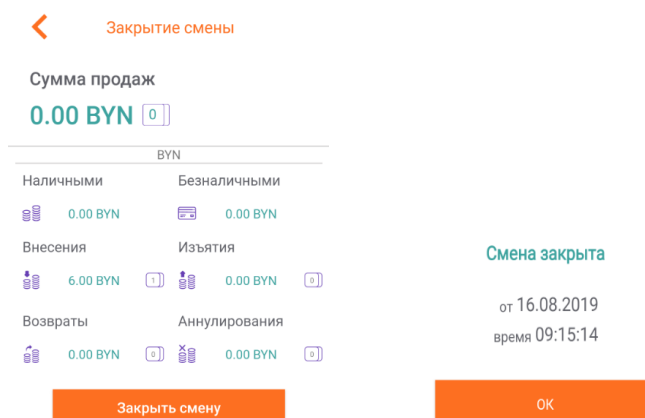 Закрытие смены
Сумма продаж
0.00 BYN 0
BYN
Наличными Безналичными
0.00 BYN 0.00 BYN
Внесения Изъятия
6.00 BYN 1 0.00 BYN 0
Возвраты Аннулирования
0.00 BYN 0 0.00 BYN 0
Закрыть смену
Смена закрыта
от 16.08.2019
время 09:15:14
ОК